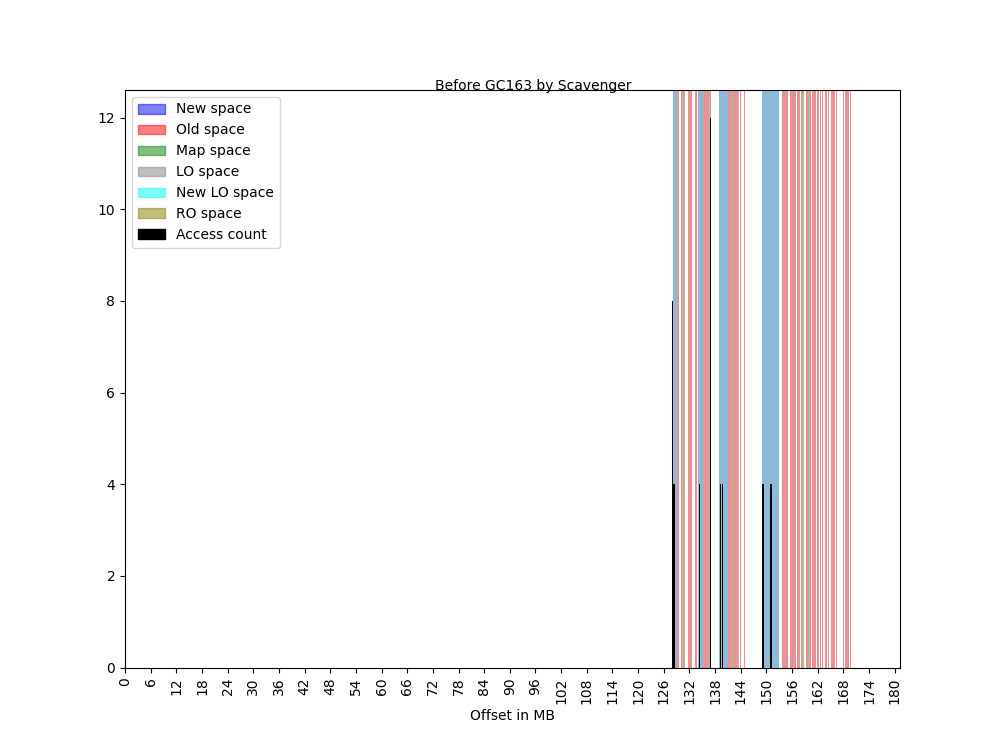 Before GC163 by Scavenger
New space
Old space
Map space
LO space
New LO space
RO space
Access count
12
10
8
6
4
2
0
0 6 12 18 24 30 36 42 48 54 60 66 72 78 84 90 96 102 108 114 120 126 132 138 144 150 156 162 168 174 180
Offset in MB